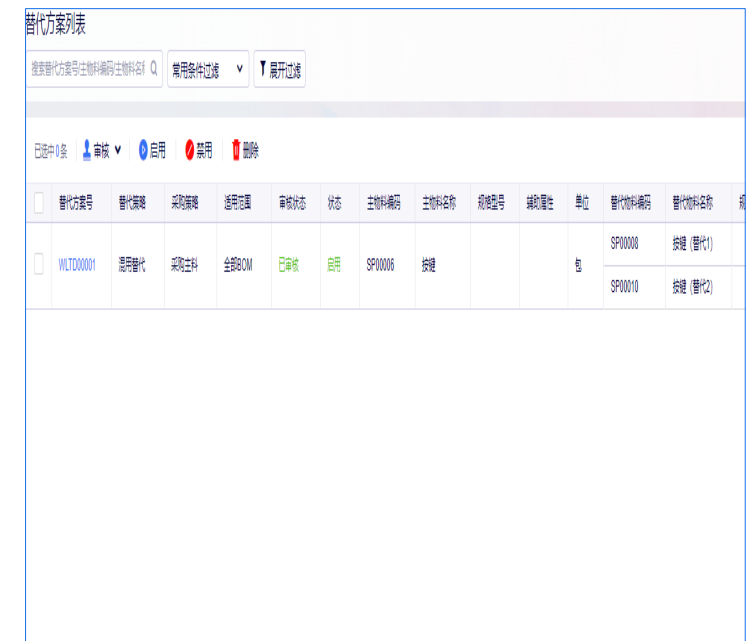 替代方案列表
搜索替代方案号/主物料编码/主物料名称
常用条件过滤
展开过滤
已选中0条 审核 启用 禁用 删除
替代方案号 替代策略 采购策略 适用范围 审核状态 状态 主物料编码 主物料名称 规格型号 辅助属性 单位 替代物料编码 替代物料名称 规
WLTD00001 混用替代 采购主料 全部BOM 已审核 启用 SP00006 按键 包
SP00008 按键 (替代1)
SP00010 按键 (替代2)